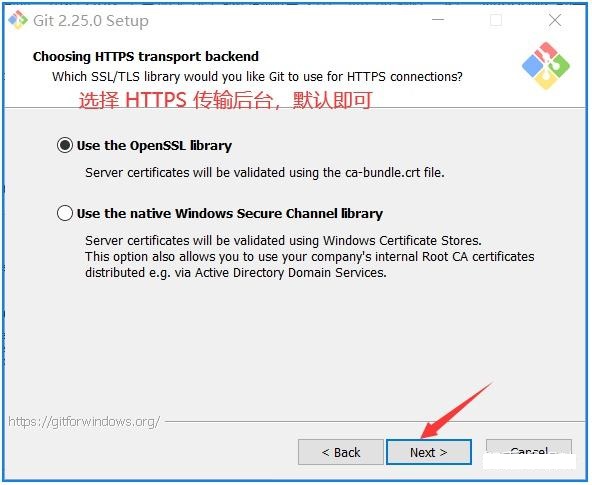 Git 2.25.0 Setup
Choosing HTTPS transport backend
Which SSL/TLS library would you like Git to use for HTTPS connections?
选择 HTTPS 传输后台，默认即可
Use the OpenSSL library
Server certificates will be validated using the ca-bundle.crt file.
Use the native Windows Secure Channel library
Server certificates will be validated using Windows Certificate Stores.
This option also allows you to use your company's internal Root CA certificates
distributed e.g. via Active Directory Domain Services.
https://gitforwindows.org/
< Back
Next >
Cancel